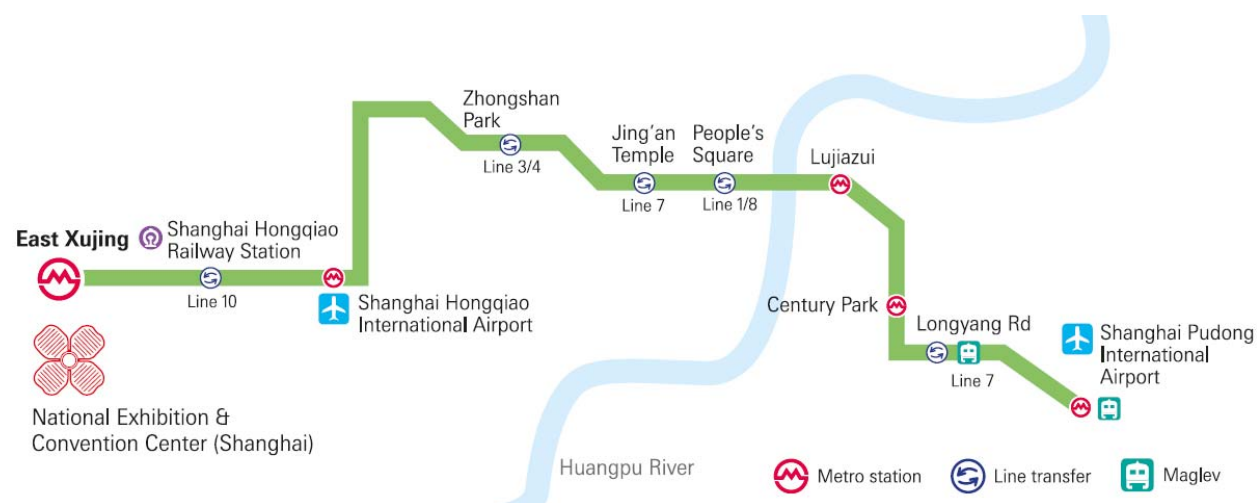 Zhongshan
Park
Line 3/4
Jing'an
Temple
Line 7
People's
Square
Line 1/8
Lujiazui
East Xujing
Shanghai Hongqiao
Railway Station
Line 10
Shanghai Hongqiao
International Airport
Century Park
Longyang Rd
Line 7
Shanghai Pudong
International
Airport
National Exhibition &
Convention Center (Shanghai)
Huangpu River
Metro station
Line transfer
Maglev